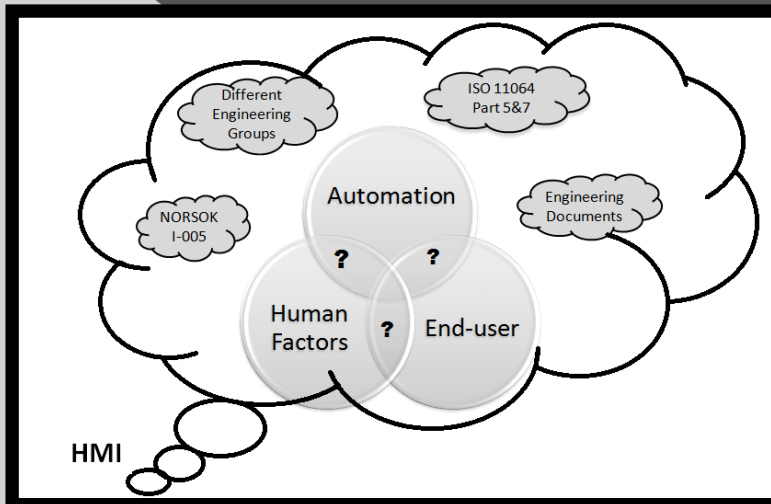 Different
Engineering
Groups
ISO 11064
Part 5&7
Automation
NORSOK
I-005
Engineering
Documents
?
?
Human
Factors
?
End-user
HMI